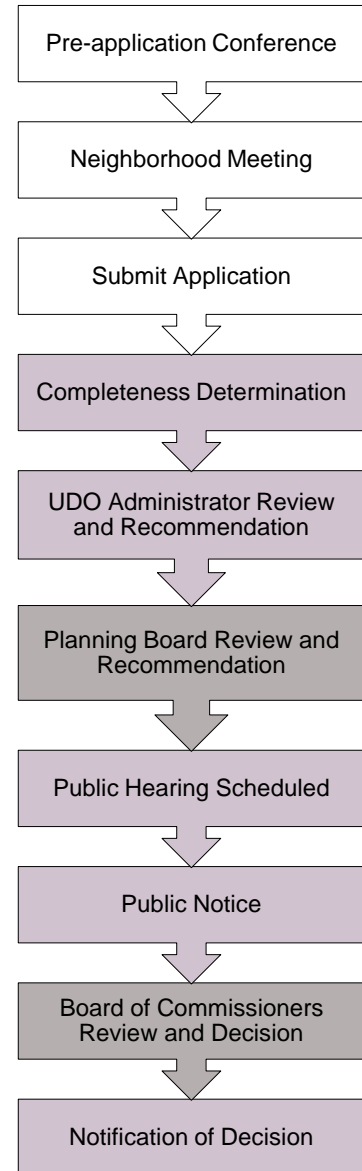 Pre-application Conference
Neighborhood Meeting
Submit Application
Completeness Determination
UDO Administrator Review
and Recommendation
Planning Board Review and
Recommendation
Public Hearing Scheduled
Public Notice
Board of Commissioners
Review and Decision
Notification of Decision